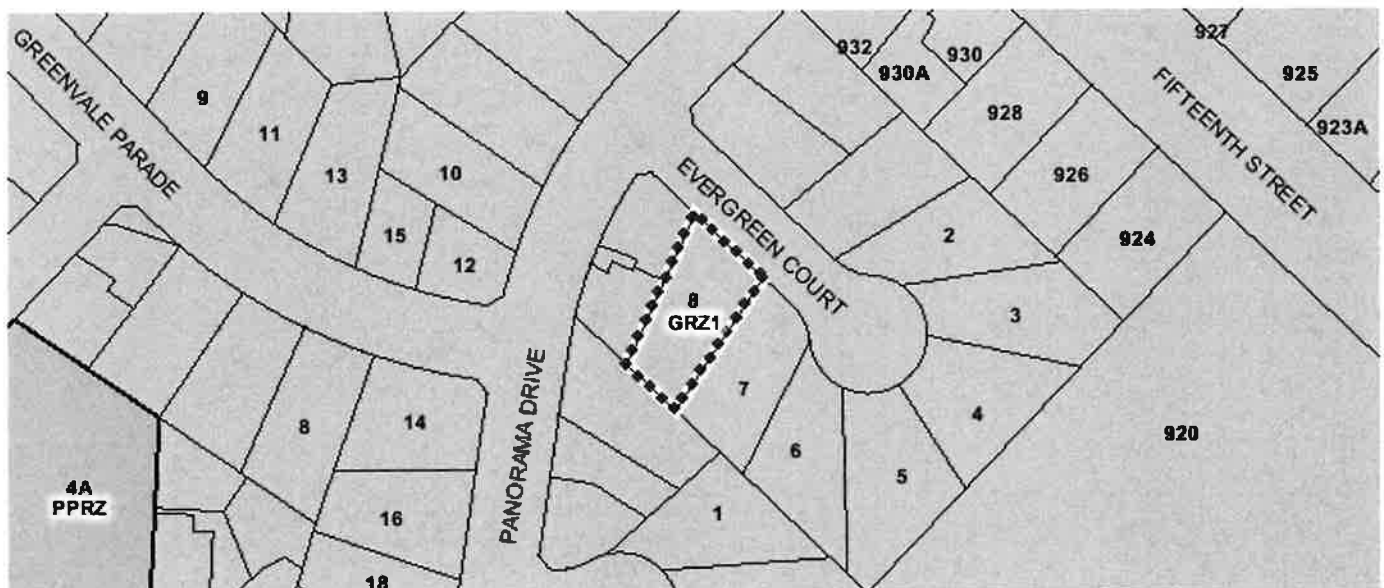 GREENVALE PARADE
9
11
13
15
10
12
932
930A
930
928
926
924
927
925
923A
FIFTEENTH STREET
EVERGREEN COURT
2
3
4
5
6
7
8
GRZ1
920
PANORAMA DRIVE
8
14
16
18
1
4A
PPRZ